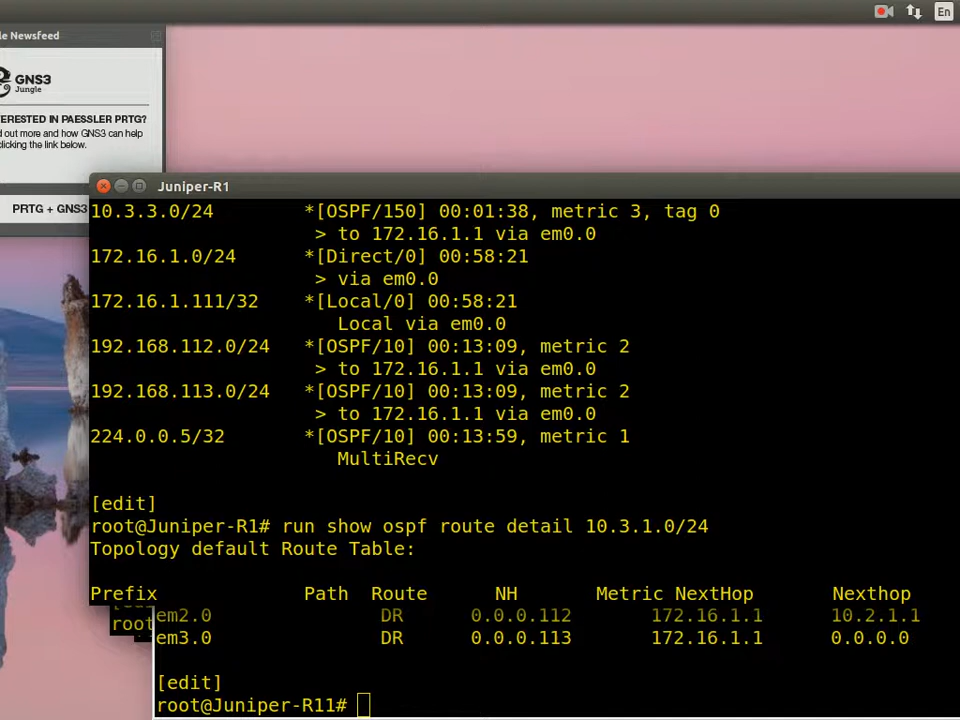 En
le Newsfeed
GNS3
Jungle
ERESTED IN PAESSLER PRTG?
d out more and how GNS3 can help
clicking the link below.
PRTG + GNS3
Juniper-R1
10.3.3.0/24 *[OSPF/150] 00:01:38, metric 3, tag 0
> to 172.16.1.1 via em0.0
172.16.1.0/24 *[Direct/0] 00:58:21
> via em0.0
172.16.1.111/32 *[Local/0] 00:58:21
Local via em0.0
192.168.112.0/24 *[OSPF/10] 00:13:09, metric 2
> to 172.16.1.1 via em0.0
192.168.113.0/24 *[OSPF/10] 00:13:09, metric 2
> to 172.16.1.1 via em0.0
224.0.0.5/32 *[OSPF/10] 00:13:59, metric 1
MultiRecv
[edit]
root@Juniper-R1# run show ospf route detail 10.3.1.0/24
Topology default Route Table:
Prefix Path Route NH Metric NextHop Nexthop
root
em2.0 DR 0.0.0.112 172.16.1.1 10.2.1.1
em3.0 DR 0.0.0.113 172.16.1.1 0.0.0.0
[edit]
root@Juniper-R11#